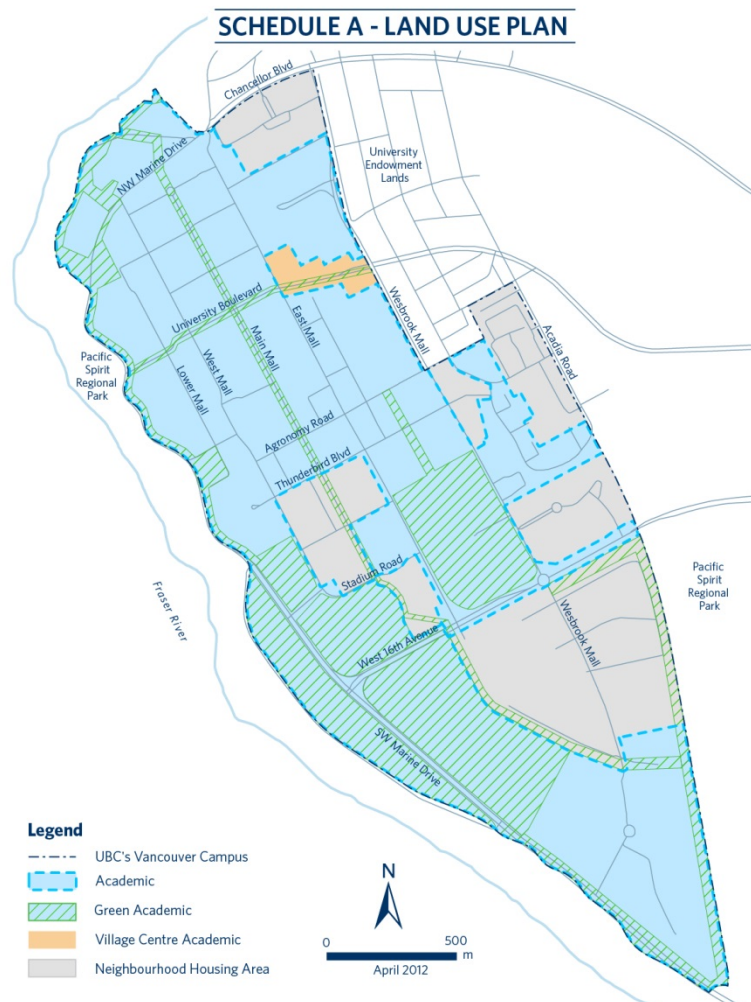 SCHEDULE A - LAND USE PLAN
Chancellor Blvd
NW Marine Drive
University
Endowment
Lands
University Boulevard
Wesbrook Mall
East Mall
Main Mall
West Mall
Lower Mall
Acadia Road
Pacific
Spirit
Regional
Park
Agronomy Road
Thunderbird Blvd
Stadium Road
Fraser River
Pacific
Spirit
Regional
Park
West 16th Avenue
Wesbrook Mall
SW Marine Drive
Legend
UBC's Vancouver Campus
Academic
Green Academic
Village Centre Academic
Neighbourhood Housing Area
N
0 500
m
April 2012